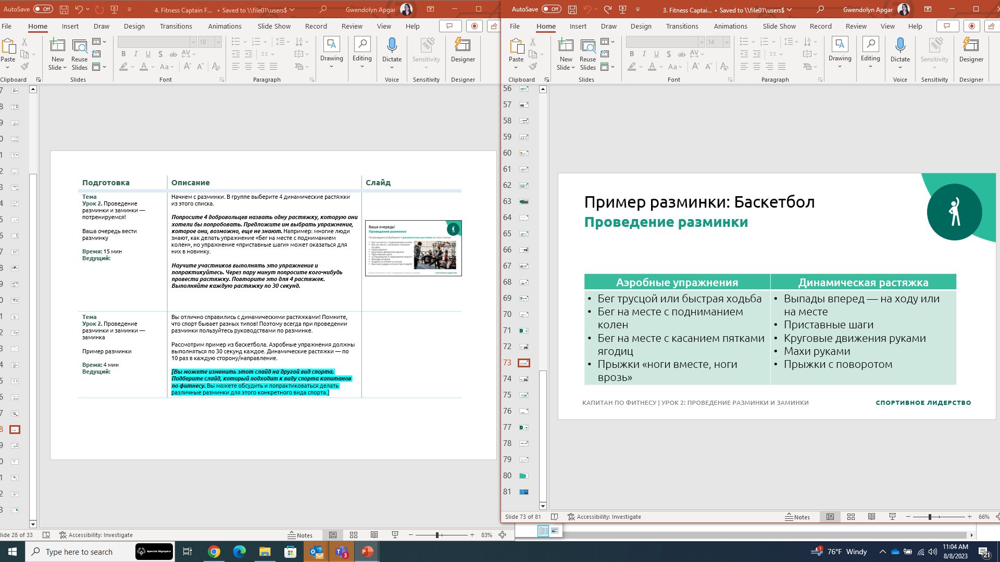 AutoSave Off
4. Fitness Captain F... • Saved to \\file01\users$
Gwendolyn Apgar
File Home Insert Draw Design Transitions Animations Slide Show Record Review View Help
Paste
New Slide
Reuse Slides
18
Drawing
Editing
Dictate
Sensitivity
Designer
Clipboard Slides Font Paragraph Voice Sensitivity Designer
Подготовка Описание Слайд
Тема
Урок 2. Проведение
разминки и заминки —
потренируемся!
Ваша очередь вести
разминку
Время: 15 мин
Ведущий:
Начнем с разминки. В группе выберите 4 динамические растяжки
из этого списка.
Попросите 4 добровольцев назвать одну растяжку, которую они
хотели бы попробовать. Предложите им выбрать упражнение,
которое они, возможно, еще не знают. Например: многие люди
знают, как делать упражнение «бег на месте с подниманием
колен», но упражнение «приставные шаги» может оказаться для
них в новинку.
Научите участников выполнять это упражнение и
попрактикуйтесь. Через пару минут попросите кого-нибудь
провести растяжку. Повторите это для 4 растяжек.
Выполняйте каждую растяжку по 30 секунд.
Ваша очередь!
Проведение разминки
Потренируемся! Выберите 4 динамических растяжки из этого списка:
Тема
Урок 2. Проведение
разминки и заминки —
заминка
Пример разминки
Время: 4 мин
Ведущий:
Вы отлично справились с динамическими растяжками! Помните,
что спорт бывает разных типов! Поэтому всегда при проведении
разминки пользуйтесь руководствами по разминке.
Рассмотрим пример из баскетбола. Аэробные упражнения должны
выполняться по 30 секунд каждое. Динамические растяжки — по
10 раз в каждую сторону/направление.
[Вы можете изменить этот слайд на другой вид спорта.
Подберите слайд, который подходит к виду спорта капитанов
по фитнесу. Вы можете обсудить и попрактиковаться делать
различные разминки для этого конкретного вида спорта.]
lide 28 of 33
Accessibility: Investigate
Notes
83%
AutoSave Off
3. Fitness Captai... • Saved to \\file01\users$
Gwendolyn Apgar
File Home Insert Draw Design Transitions Animations Slide Show Record Review View Help
Paste
New Slide
Reuse Slides
14
Drawing
Editing
Dictate
Sensitivity
Designer
Clipboard Slides Font Paragraph Voice Sensitivity Designer
56
57
58
59
60
61
62
63
64
65
66
67
68
69
70
71
72
73
74
75
76
77
78
79
80
81
Пример разминки: Баскетбол
Проведение разминки
Аэробные упражнения
• Бег трусцой или быстрая ходьба
• Бег на месте с подниманием
колен
• Бег на месте с касанием пятками
ягодиц
• Прыжки «ноги вместе, ноги
врозь»
Динамическая растяжка
• Выпады вперед — на ходу или
на месте
• Приставные шаги
• Круговые движения руками
• Махи руками
• Прыжки с поворотом
КАПИТАН ПО ФИТНЕСУ | УРОК 2: ПРОВЕДЕНИЕ РАЗМИНКИ И ЗАМИНКИ
СПОРТИВНОЕ ЛИДЕРСТВО
Slide 73 of 81
Accessibility: Investigate
Notes
66%
Type here to search
Special Olympics
3
1
76°F Windy
11:04 AM
8/8/2023
21